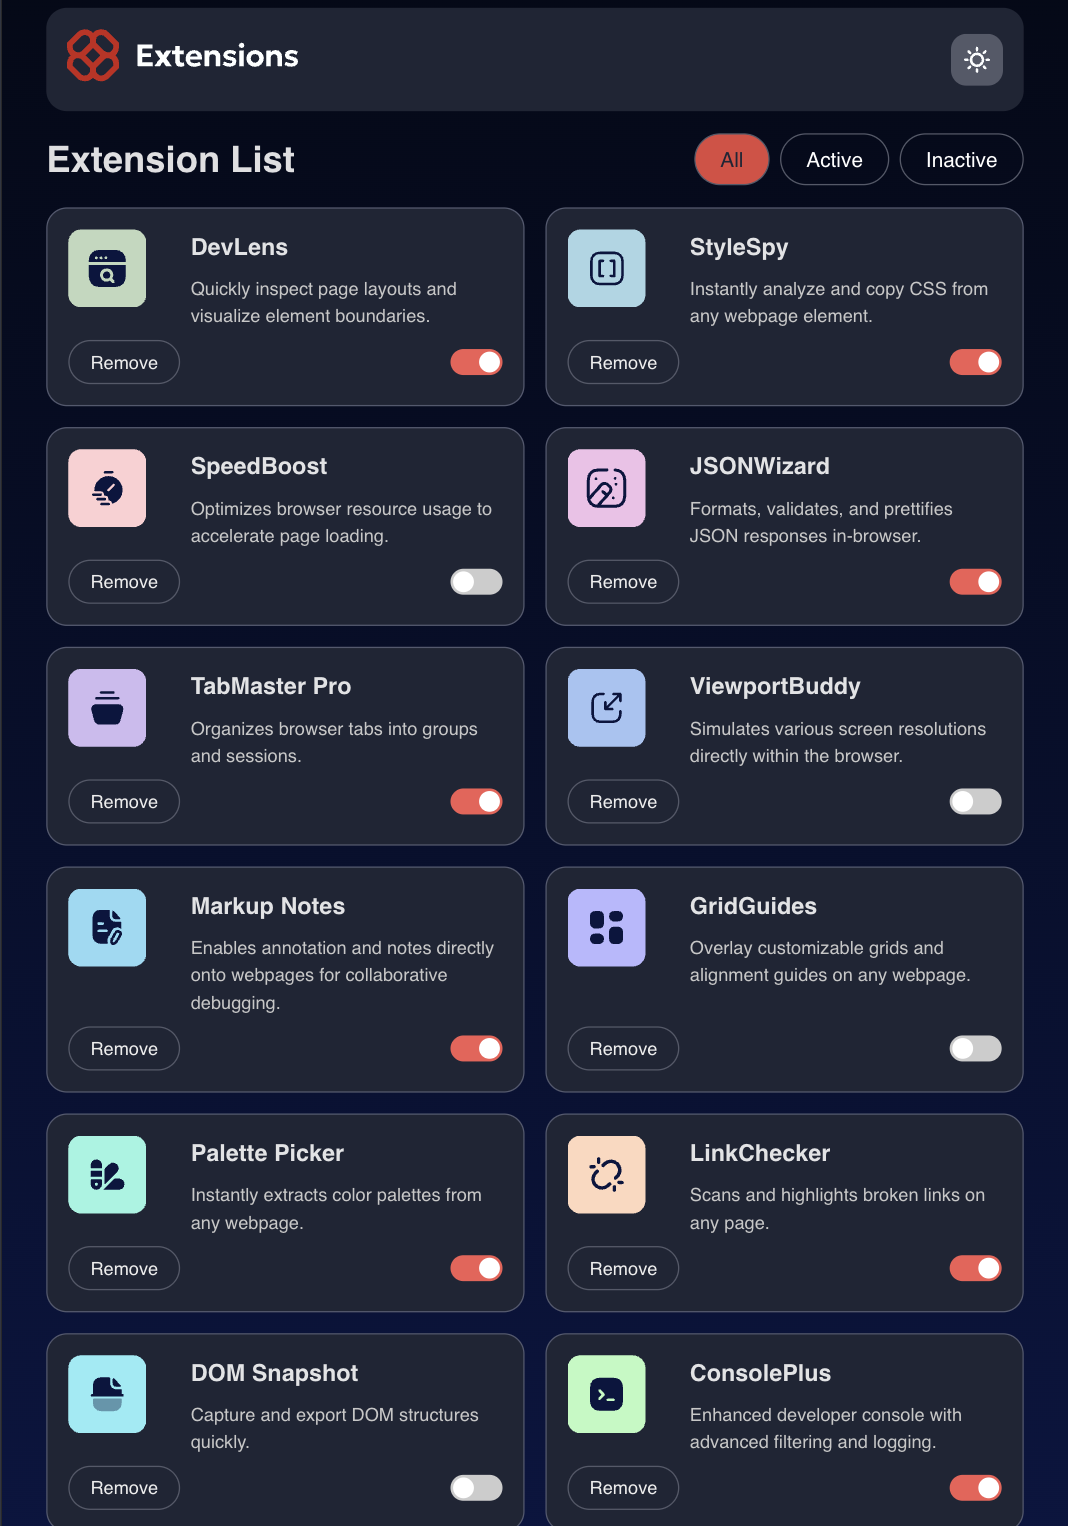 Extensions
Extension List
All
Active
Inactive
DevLens
Quickly inspect page layouts and
visualize element boundaries.
Remove
StyleSpy
Instantly analyze and copy CSS from
any webpage element.
Remove
SpeedBoost
Optimizes browser resource usage to
accelerate page loading.
Remove
JSONWizard
Formats, validates, and prettifies
JSON responses in-browser.
Remove
TabMaster Pro
Organizes browser tabs into groups
and sessions.
Remove
ViewportBuddy
Simulates various screen resolutions
directly within the browser.
Remove
Markup Notes
Enables annotation and notes directly
onto webpages for collaborative
debugging.
Remove
GridGuides
Overlay customizable grids and
alignment guides on any webpage.
Remove
Palette Picker
Instantly extracts color palettes from
any webpage.
Remove
LinkChecker
Scans and highlights broken links on
any page.
Remove
DOM Snapshot
Capture and export DOM structures
quickly.
Remove
ConsolePlus
Enhanced developer console with
advanced filtering and logging.
Remove